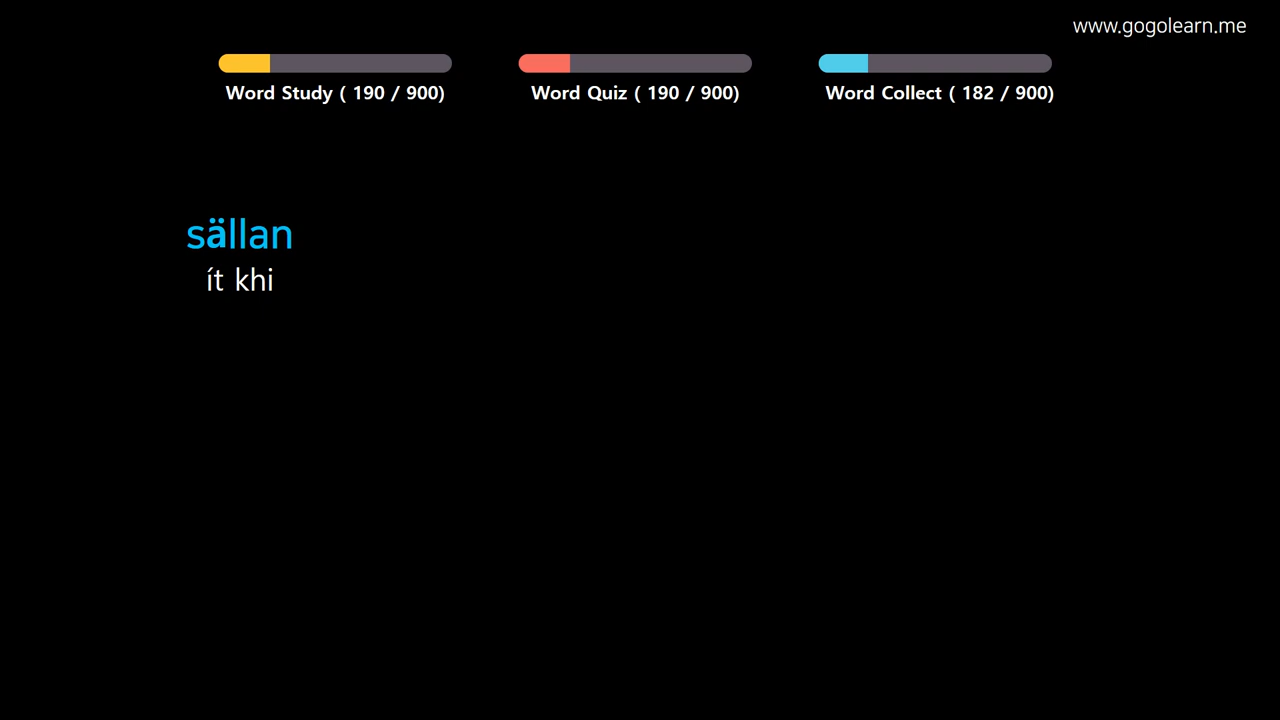 www.gogolearn.me
Word Study ( 190 / 900)
Word Quiz ( 190 / 900)
Word Collect ( 182 / 900)
sällan
ít khi